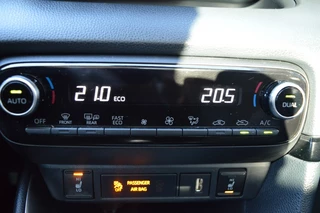 21.0 ECO 20.5
AUTO DUAL
OFF FRONT REAR FAST ECO A/C
PASSENGER
AIR BAG